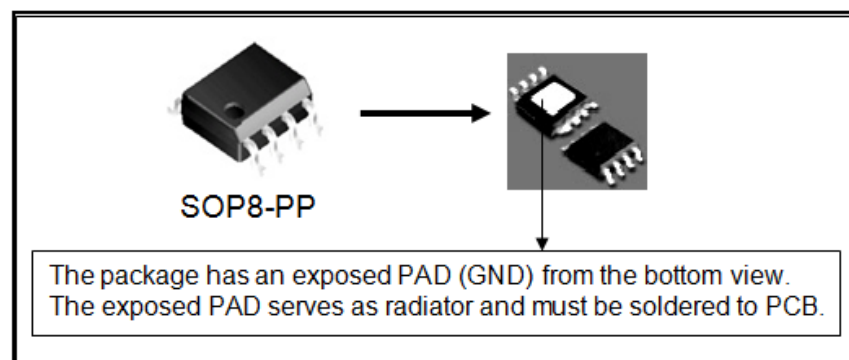 SOP8-PP
The package has an exposed PAD (GND) from the bottom view.
The exposed PAD serves as radiator and must be soldered to PCB.